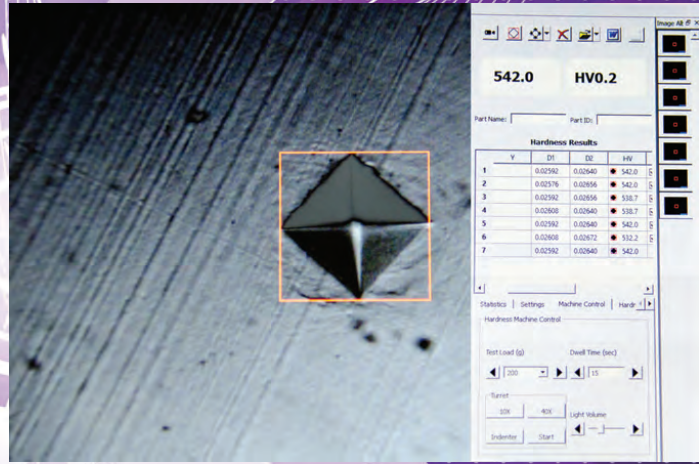 Image Alb
542.0 HV0.2
Part Name: Part ID:
Hardness Results
Y D1 D2 HV
1 0.02592 0.02640 542.0
2 0.02576 0.02656 542.0
3 0.02592 0.02656 538.7
4 0.02608 0.02640 538.7
5 0.02592 0.02640 542.0
6 0.02608 0.02672 532.2
7 0.02592 0.02640 542.0
Statistics Settings Machine Control Hardr
Hardness Machine Control
Test Load (g) Dwell Time (sec)
200 15
Turret
10X 40X Light Volume
Indenter Start